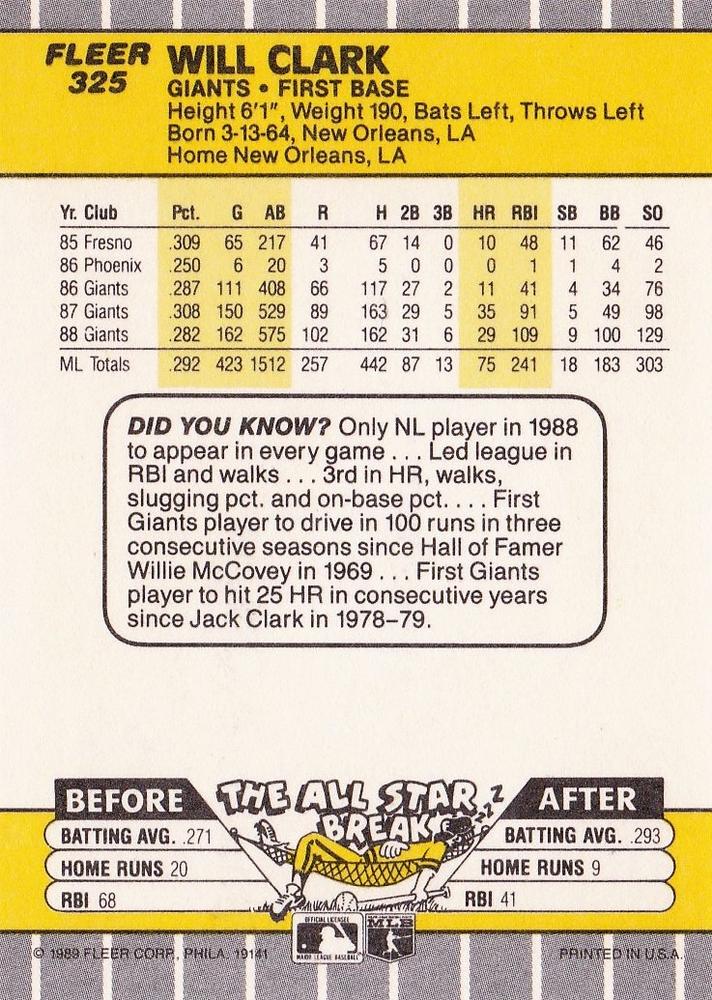 FLEER
325
WILL CLARK
GIANTS • FIRST BASE
Height 6'1", Weight 190, Bats Left, Throws Left
Born 3-13-64, New Orleans, LA
Home New Orleans, LA
Yr. Club Pct. G AB R H 2B 3B HR RBI SB BB SO
85 Fresno .309 65 217 41 67 14 0 10 48 11 62 46
86 Phoenix .250 6 20 3 5 0 0 0 1 1 4 2
86 Giants .287 111 408 66 117 27 2 11 41 4 34 76
87 Giants .308 150 529 89 163 29 5 35 91 5 49 98
88 Giants .282 162 575 102 162 31 6 29 109 9 100 129
ML Totals .292 423 1512 257 442 87 13 75 241 18 183 303
DID YOU KNOW? Only NL player in 1988
to appear in every game . . . Led league in
RBI and walks . . . 3rd in HR, walks,
slugging pct. and on-base pct. . . . First
Giants player to drive in 100 runs in three
consecutive seasons since Hall of Famer
Willie McCovey in 1969 . . . First Giants
player to hit 25 HR in consecutive years
since Jack Clark in 1978–79.
THE ALL STAR
BREAK
ZZZ
BEFORE
BATTING AVG. .271
HOME RUNS 20
RBI 68
AFTER
BATTING AVG. .293
HOME RUNS 9
RBI 41
OFFICIAL LICENSEE
MAJOR LEAGUE BASEBALL
MLB
© 1989 FLEER CORP., PHILA. 19141
PRINTED IN U.S.A.